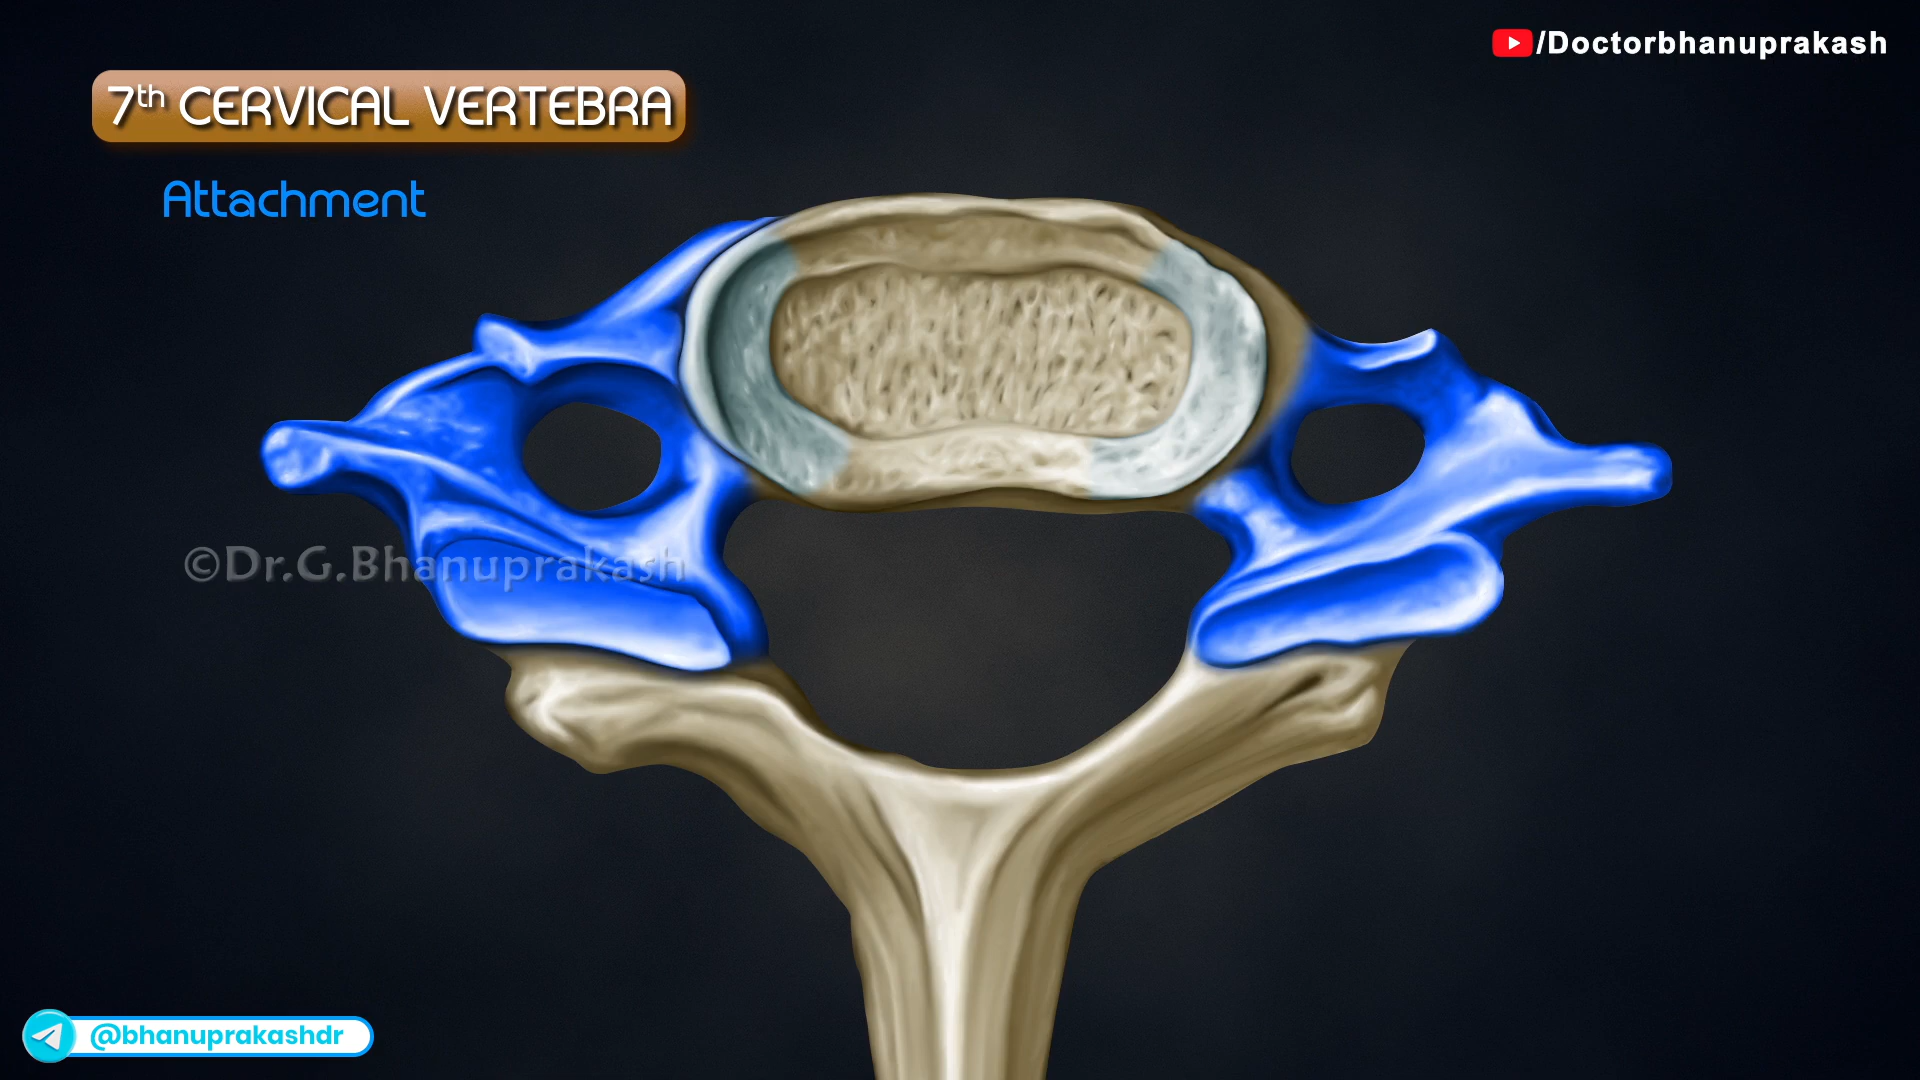 /Doctorbhanuprakash
7th CERVICAL VERTEBRA
Attachment
©Dr.G.Bhanuprakash
@bhanuprakashdr